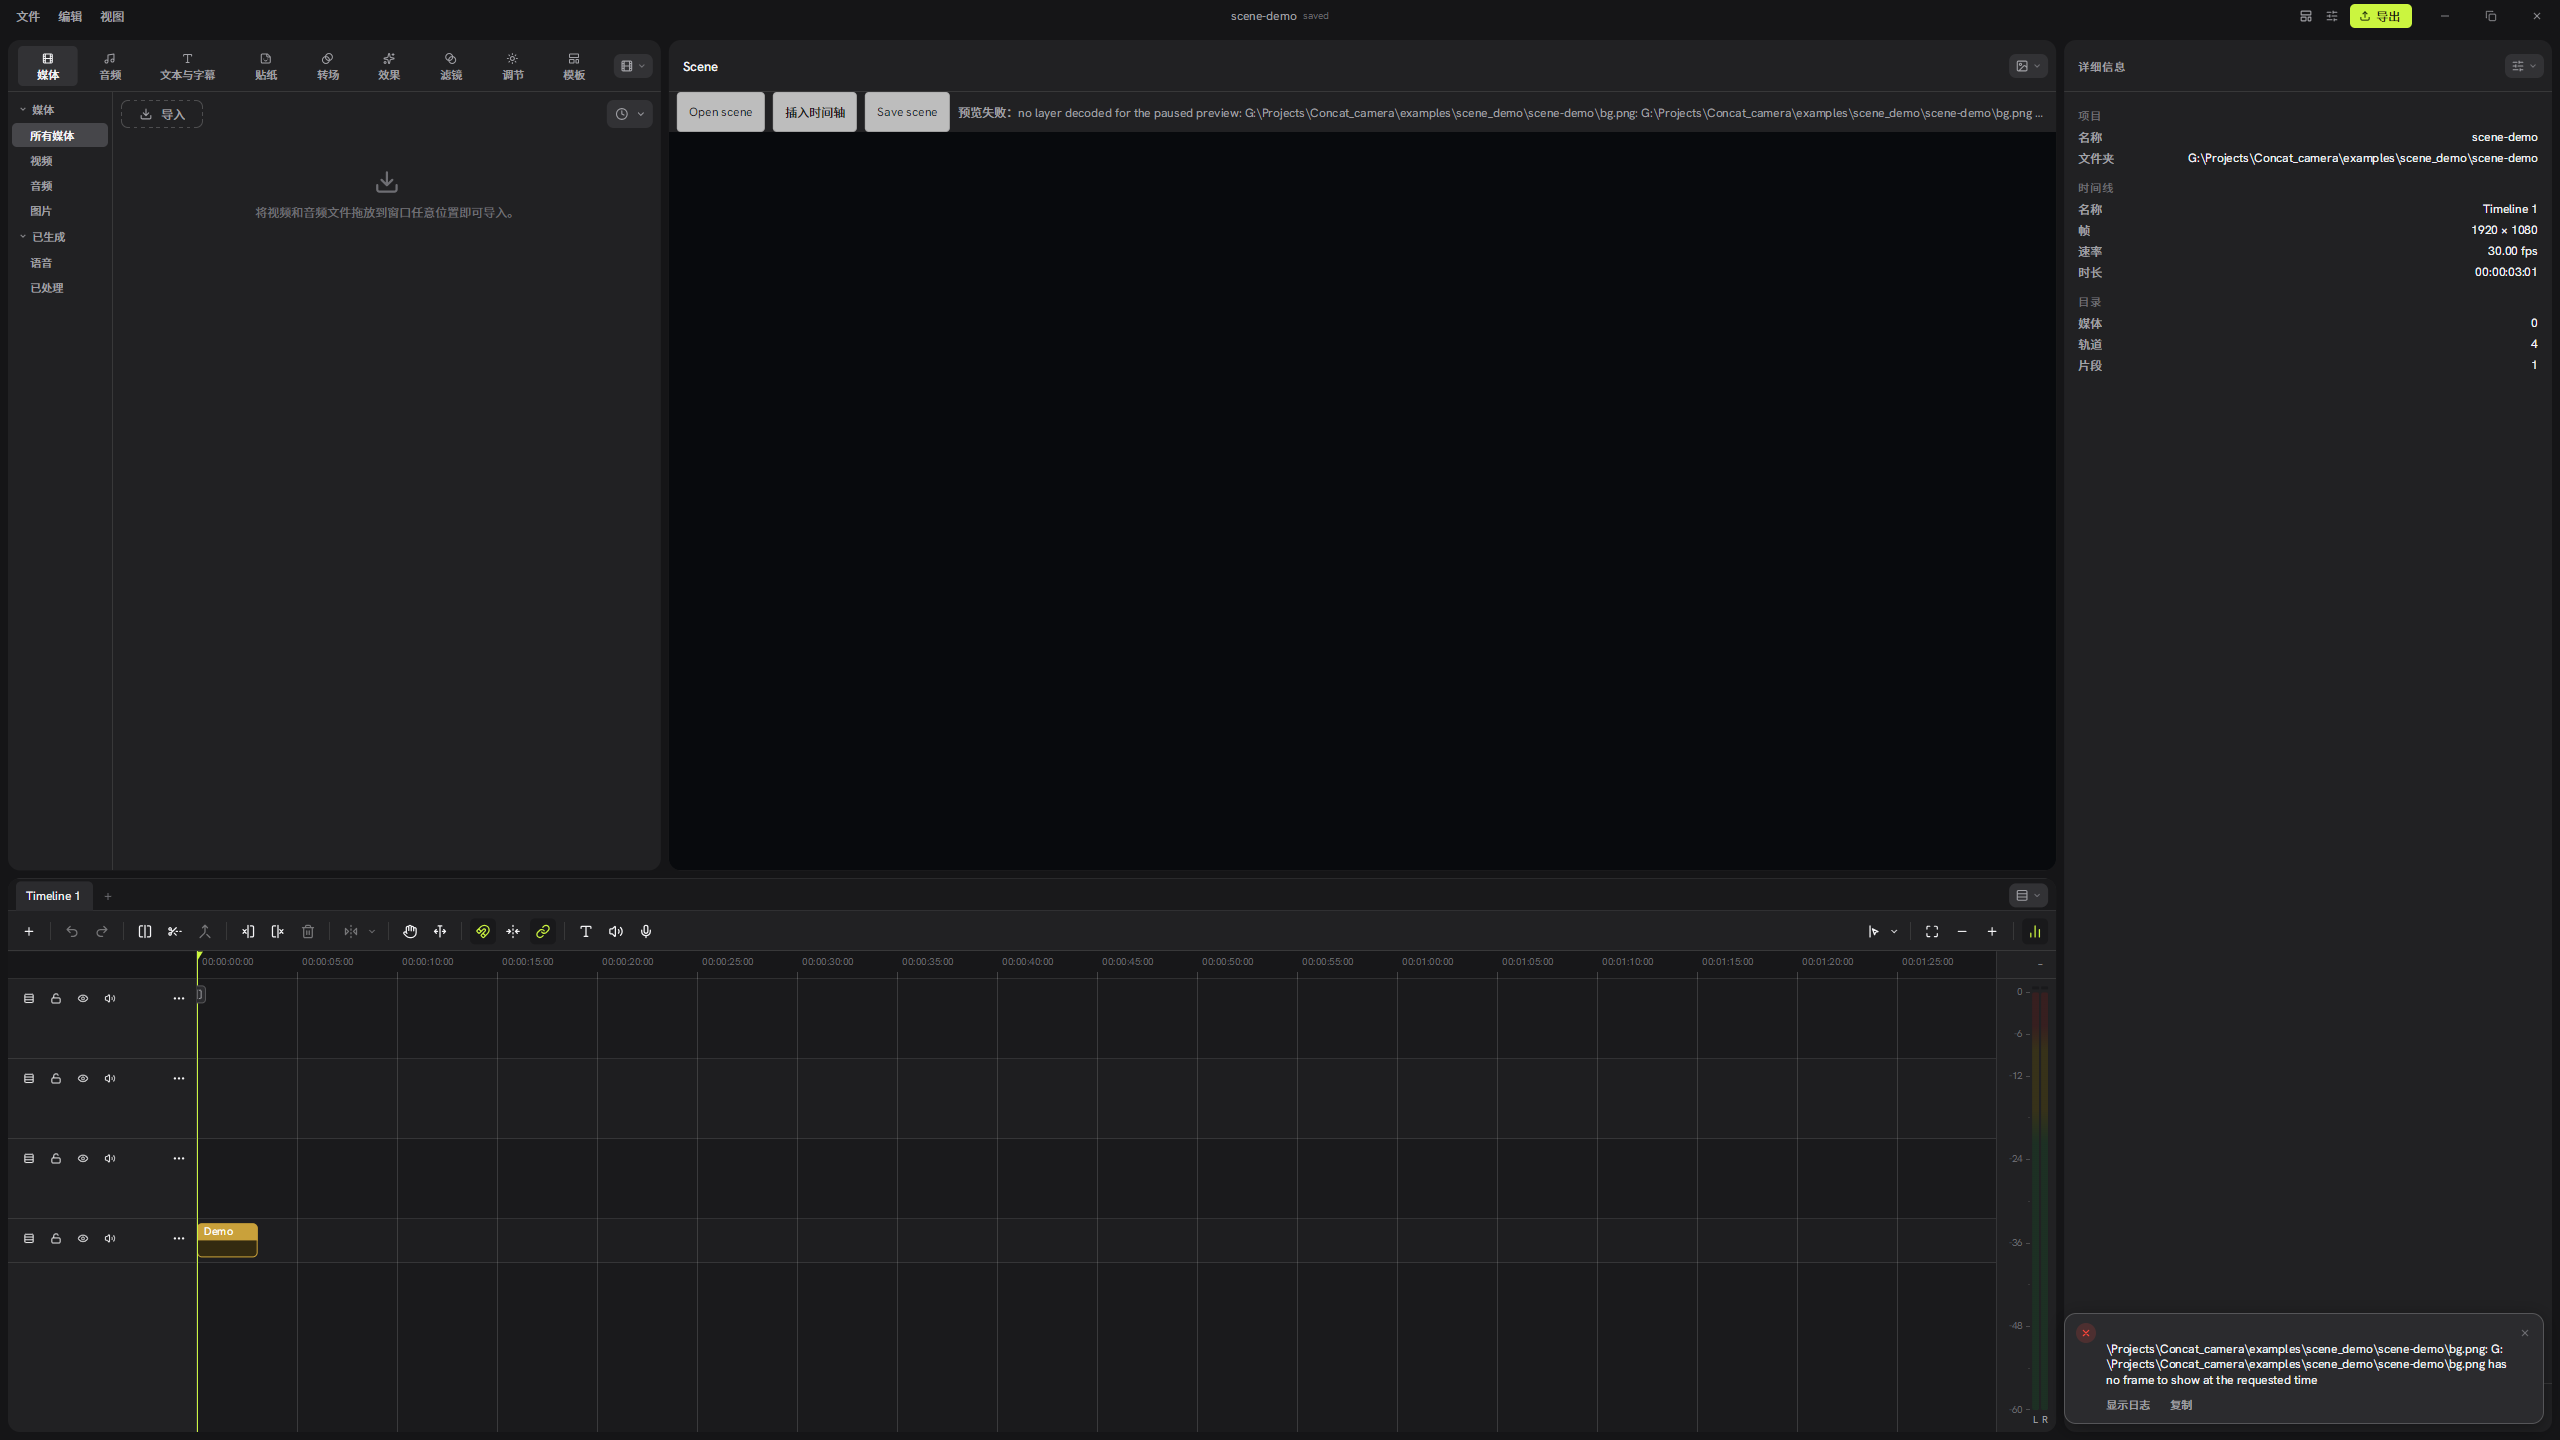 文件 编辑 视图
scene-demo saved
导出
媒体 音频 文本与字幕 贴纸 转场 效果 滤镜 调节 模板
媒体
所有媒体
视频
音频
图片
已生成
语音
已处理
导入
将视频和音频文件拖放到窗口任意位置即可导入。
Scene
Open scene 插入时间轴 Save scene 预览失败：no layer decoded for the paused preview: G:\Projects\Concat_camera\examples\scene_demo\scene-demo\bg.png: G:\Projects\Concat_camera\examples\scene_demo\scene-demo\bg.png ...
详细信息
项目
名称 scene-demo
文件夹 G:\Projects\Concat_camera\examples\scene_demo\scene-demo
时间线
名称 Timeline 1
帧 1920 × 1080
速率 30.00 fps
时长 00:00:03:01
目录
媒体 0
轨道 4
片段 1
Timeline 1
00:00:00:00 00:00:05:00 00:00:10:00 00:00:15:00 00:00:20:00 00:00:25:00 00:00:30:00 00:00:35:00 00:00:40:00 00:00:45:00 00:00:50:00 00:00:55:00 00:01:00:00 00:01:05:00 00:01:10:00 00:01:15:00 00:01:20:00 00:01:25:00
Demo
0
-6
-12
-24
-36
-48
-60
L R
\Projects\Concat_camera\examples\scene_demo\scene-demo\bg.png: G:
\Projects\Concat_camera\examples\scene_demo\scene-demo\bg.png has
no frame to show at the requested time
显示日志 复制